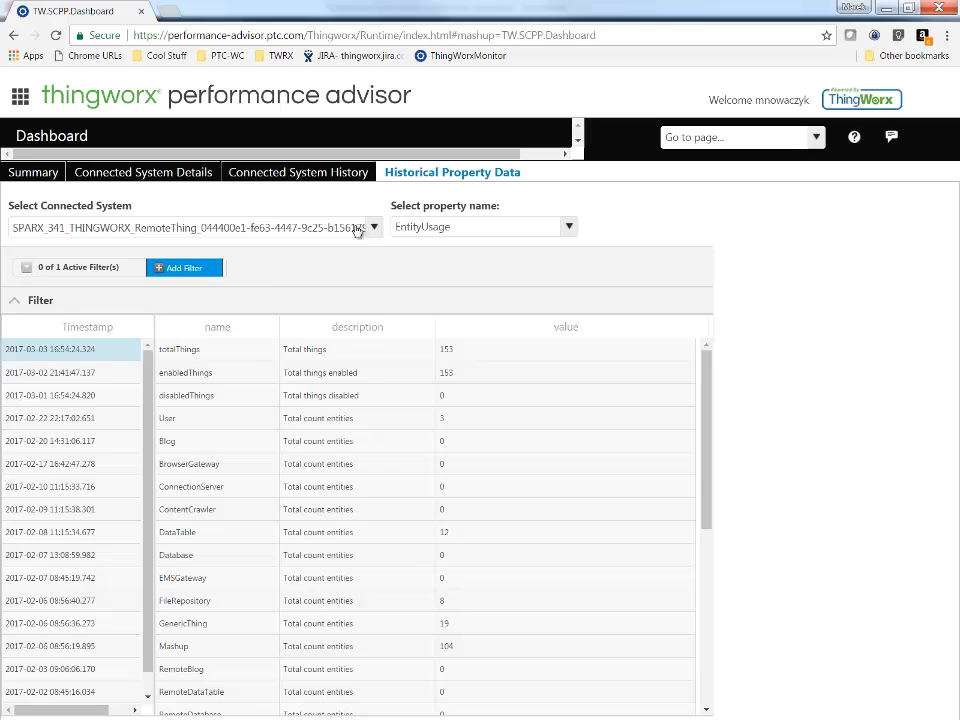 TW.SCPP.Dashboard
Marek
Secure https://performance-advisor.ptc.com/Thingworx/Runtime/index.html#mashup=TW.SCPP.Dashboard
Apps Chrome URLs Cool Stuff PTC-WC TWRX JIRA- thingworx.jira.c ThingWorxMonitor Other bookmarks
thingworx performance advisor
Welcome mnowaczyk
Powered By
ThingWorx
Dashboard
Go to page...
Summary Connected System Details Connected System History Historical Property Data
Select Connected System Select property name:
SPARX_341_THINGWORX_RemoteThing_044400e1-fe63-4447-9c25-b156 EntityUsage
0 of 1 Active Filter(s) Add Filter
Filter
Timestamp name description value
2017-03-03 16:54:24.324 totalThings Total things 153
2017-03-02 21:41:47.137 enabledThings Total things enabled 153
2017-03-01 16:54:24.820 disabledThings Total things disabled 0
2017-02-22 22:17:02.651 User Total count entities 3
2017-02-20 14:31:06.117 Blog Total count entities 0
2017-02-17 16:42:47.278 BrowserGateway Total count entities 0
2017-02-10 11:15:33.716 ConnectionServer Total count entities 0
2017-02-09 11:15:38.301 ContentCrawler Total count entities 0
2017-02-08 11:15:34.677 DataTable Total count entities 12
2017-02-07 13:08:59.982 Database Total count entities 0
2017-02-07 08:45:19.742 EMSGateway Total count entities 0
2017-02-06 08:56:40.277 FileRepository Total count entities 8
2017-02-06 08:56:36.273 GenericThing Total count entities 19
2017-02-06 08:56:19.895 Mashup Total count entities 104
2017-02-03 09:06:06.170 RemoteBlog Total count entities 0
2017-02-02 08:45:16.034 RemoteDataTable Total count entities 0
RemoteDatabase Total count entities 0